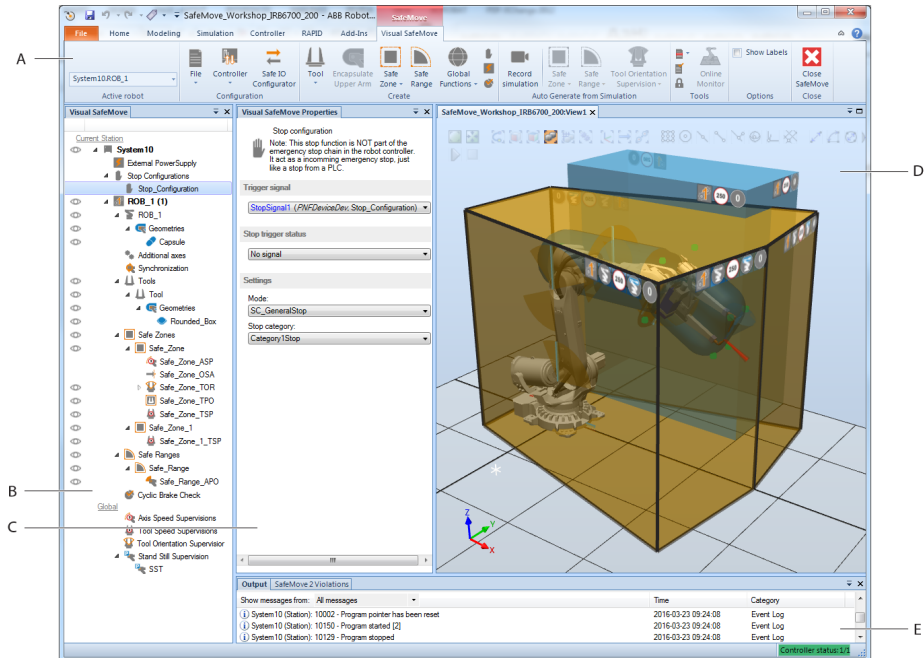 SafeMove_Workshop_IRB6700_200 - ABB Robot...
SafeMove
File Home Modeling Simulation Controller RAPID Add-Ins Visual SafeMove
A
System10.ROB_1
Active robot
File Controller Safe IO Configurator
Configuration
Tool Encapsulate Upper Arm Safe Zone Safe Range Global Functions
Create
Record simulation Safe Zone Safe Range Tool Orientation Supervision
Auto Generate from Simulation
Online Monitor
Tools
Show Labels
Options
Close SafeMove
Close
Visual SafeMove
Current Station
System10
External PowerSupply
Stop Configurations
Stop_Configuration
ROB_1 (1)
ROB_1
Geometries
Capsule
Additional axes
Synchronization
Tools
Tool
Geometries
Rounded_Box
Safe Zones
Safe_Zone
Safe_Zone_ASP
Safe_Zone_OSA
Safe_Zone_TOR
Safe_Zone_TPO
Safe_Zone_TSP
Safe_Zone_1
Safe_Zone_1_TSP
Safe Ranges
Safe_Range
Safe_Range_APO
B
Cyclic Brake Check
Global
Axis Speed Supervisions
Tool Speed Supervisions
Tool Orientation Supervision
Stand Still Supervision
SST
Visual SafeMove Properties
Stop configuration
Note: This stop function is NOT part of the
emergency stop chain in the robot controller.
It act as a incomming emergency stop, just
like a stop from a PLC.
Trigger signal
StopSignal1 (PNFDeviceDev, Stop_Configuration)
Stop trigger status
No signal
Settings
Mode:
SC_GeneralStop
Stop category:
Category1Stop
C
SafeMove_Workshop_IRB6700_200:View1
D
250 0
250 0
250 0
Z
Y
X
Output SafeMove 2 Violations
Show messages from: All messages Time Category
System10 (Station): 10002 - Program pointer has been reset 2016-03-23 09:24:08 Event Log
System10 (Station): 10150 - Program started [2] 2016-03-23 09:24:08 Event Log
System10 (Station): 10129 - Program stopped 2016-03-23 09:24:08 Event Log
E
Controller status: 1/1